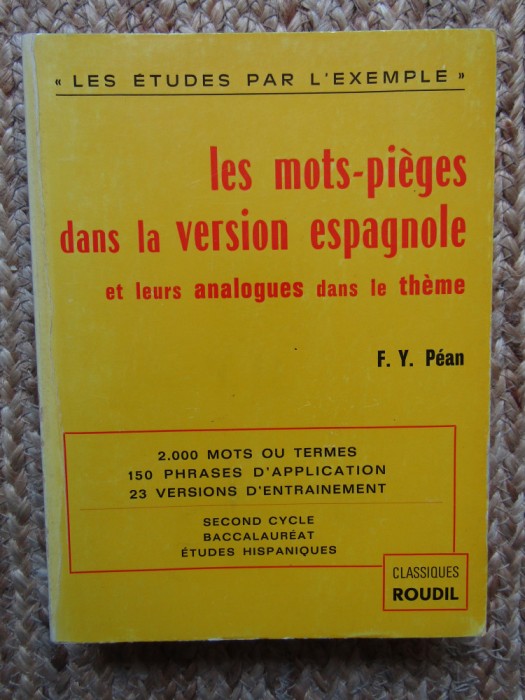 « LES ÉTUDES PAR L'EXEMPLE »
les mots-pièges
dans la version espagnole
et leurs analogues dans le thème
F. Y. Péan
2.000 MOTS OU TERMES
150 PHRASES D'APPLICATION
23 VERSIONS D'ENTRAINEMENT
SECOND CYCLE
BACCALAURÉAT
ÉTUDES HISPANIQUES
CLASSIQUES
ROUDIL